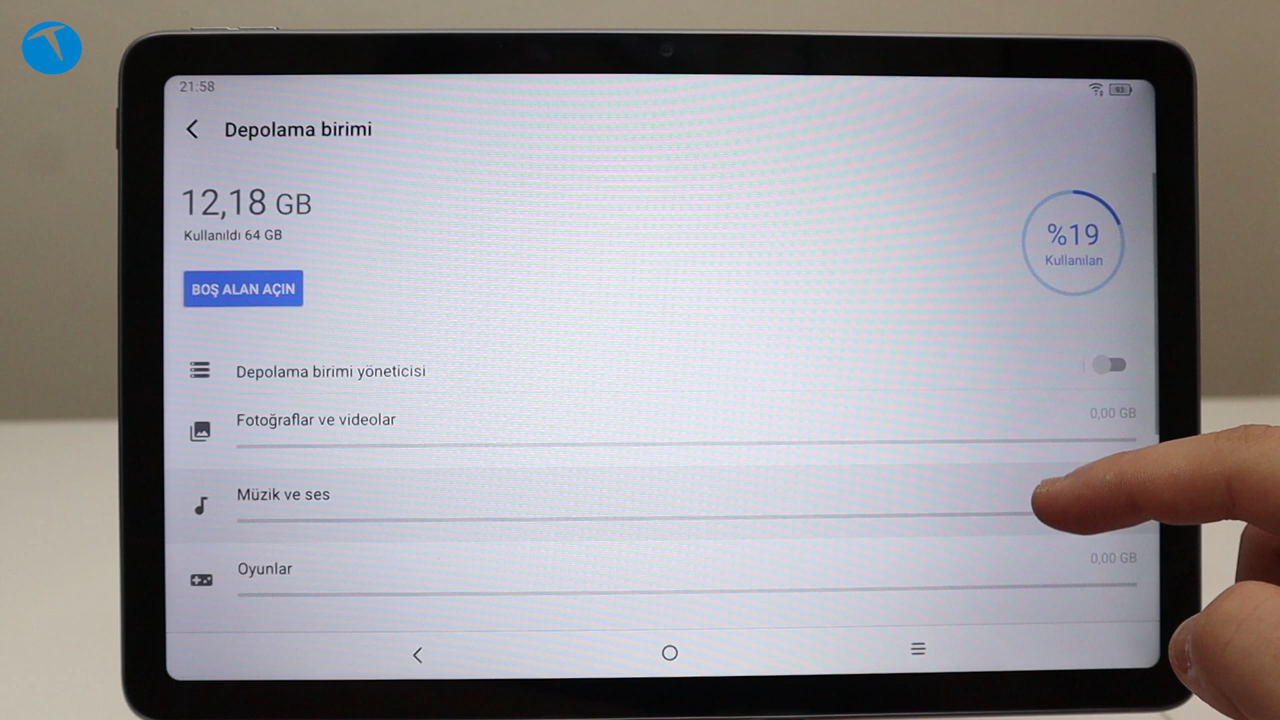 21:58
93
Depolama birimi
12,18 GB
Kullanıldı 64 GB
%19
Kullanılan
BOŞ ALAN AÇIN
Depolama birimi yöneticisi
Fotoğraflar ve videolar
0,00 GB
Müzik ve ses
Oyunlar
0,00 GB